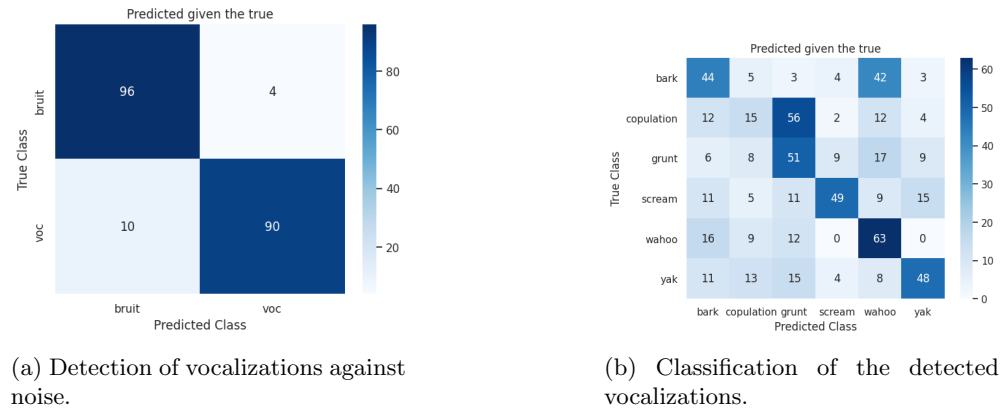 Predicted given the true
96 4
10 90
bruit
voc
True Class
bruit voc
Predicted Class
80
60
40
20
(a) Detection of vocalizations against
noise.
Predicted given the true
bark 44 5 3 4 42 3
copulation 12 15 56 2 12 4
grunt 6 8 51 9 17 9
scream 11 5 11 49 9 15
wahoo 16 9 12 0 63 0
yak 11 13 15 4 8 48
True Class
bark copulation grunt scream wahoo yak
Predicted Class
60
50
40
30
20
10
0
(b) Classification of the detected
vocalizations.